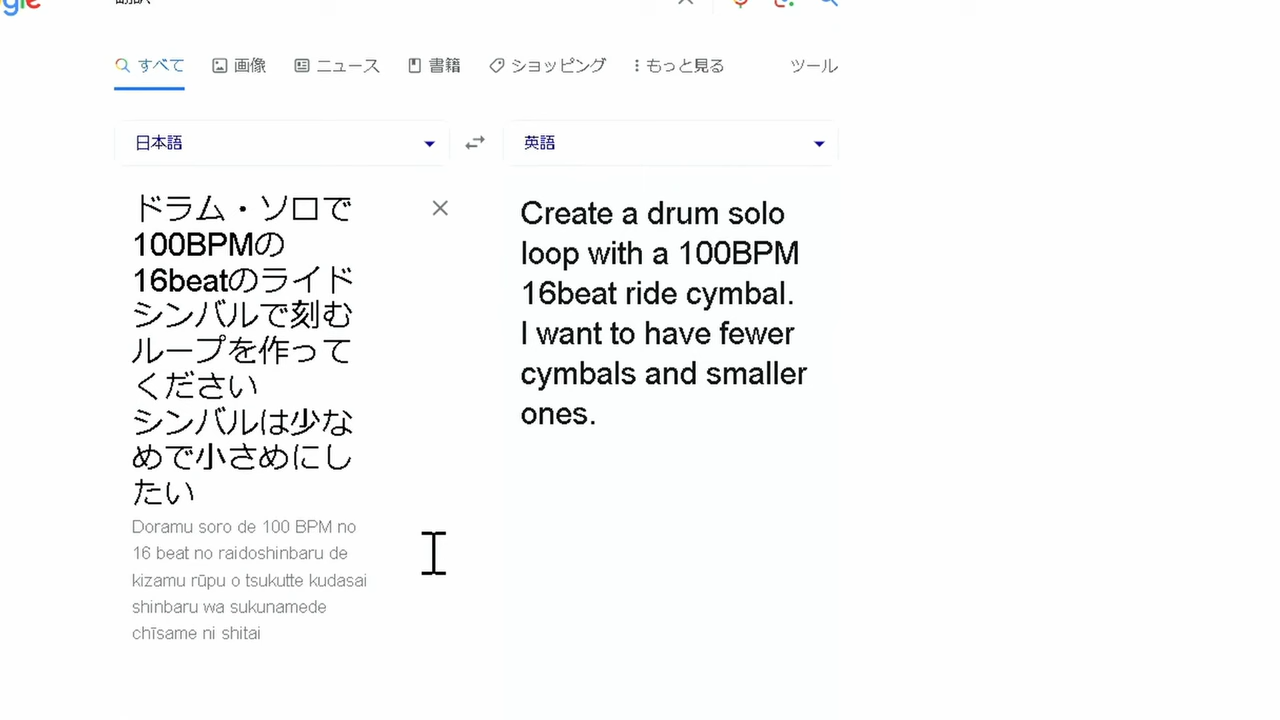 gle
翻訳
すべて 画像 ニュース 書籍 ショッピング もっと見る ツール
日本語 英語
ドラム・ソロで
100BPMの
16beatのライド
シンバルで刻む
ループを作って
ください
シンバルは少な
めで小さめにし
たい
Doramu soro de 100 BPM no
16 beat no raidoshinbaru de
kizamu rūpu o tsukutte kudasai
shinbaru wa sukunamede
chīsame ni shitai
Create a drum solo
loop with a 100BPM
16beat ride cymbal.
I want to have fewer
cymbals and smaller
ones.